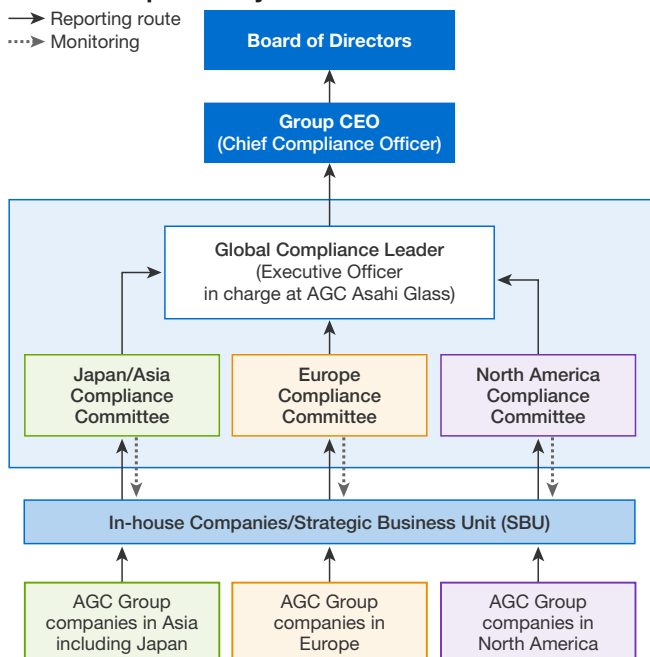 Reporting route
Monitoring
Board of Directors
Group CEO
(Chief Compliance Officer)
Global Compliance Leader
(Executive Officer
in charge at AGC Asahi Glass)
Japan/Asia
Compliance
Committee
Europe
Compliance
Committee
North America
Compliance
Committee
In-house Companies/Strategic Business Unit (SBU)
AGC Group
companies in Asia
including Japan
AGC Group
companies in
Europe
AGC Group
companies in
North America